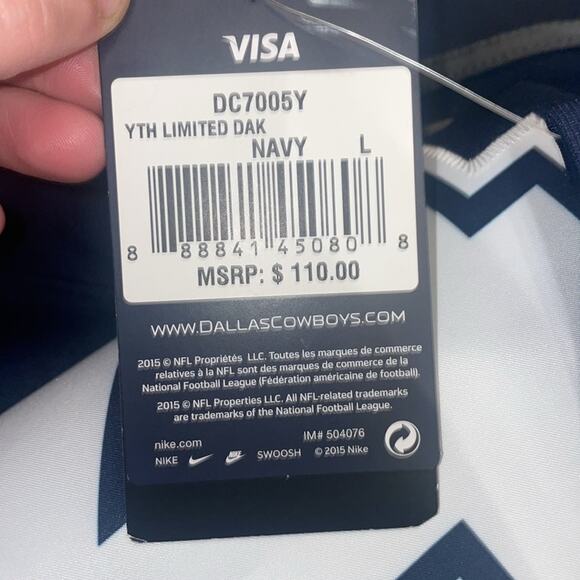 VISA
DC7005Y
YTH LIMITED DAK
NAVY L
8 88841 45080 8
MSRP: $ 110.00
WWW.DALLASCOWBOYS.COM
2015 © NFL Propriétés LLC. Toutes les marques de commerce
relatives à la NFL sont des marques de commerce de la
National Football League (Fédération américaine de football).
2015 © NFL Properties LLC. All NFL-related trademarks
are trademarks of the National Football League.
nike.com IM# 504076
NIKE SWOOSH © 2015 Nike